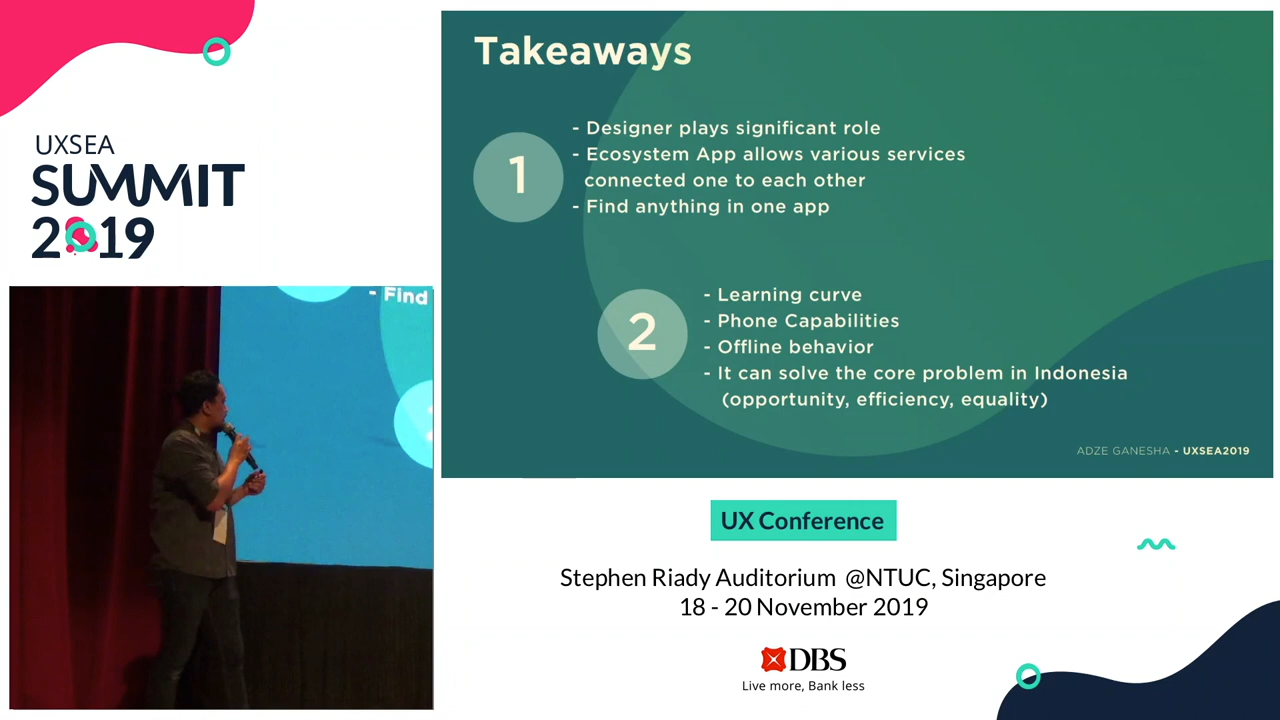 UXSEA
SUMMIT
2019
- Find
Takeaways
1
- Designer plays significant role
- Ecosystem App allows various services
connected one to each other
- Find anything in one app
2
- Learning curve
- Phone Capabilities
- Offline behavior
- It can solve the core problem in Indonesia
(opportunity, efficiency, equality)
ADZE GANESHA - UXSEA2019
UX Conference
Stephen Riady Auditorium @NTUC, Singapore
18 - 20 November 2019
DBS
Live more, Bank less